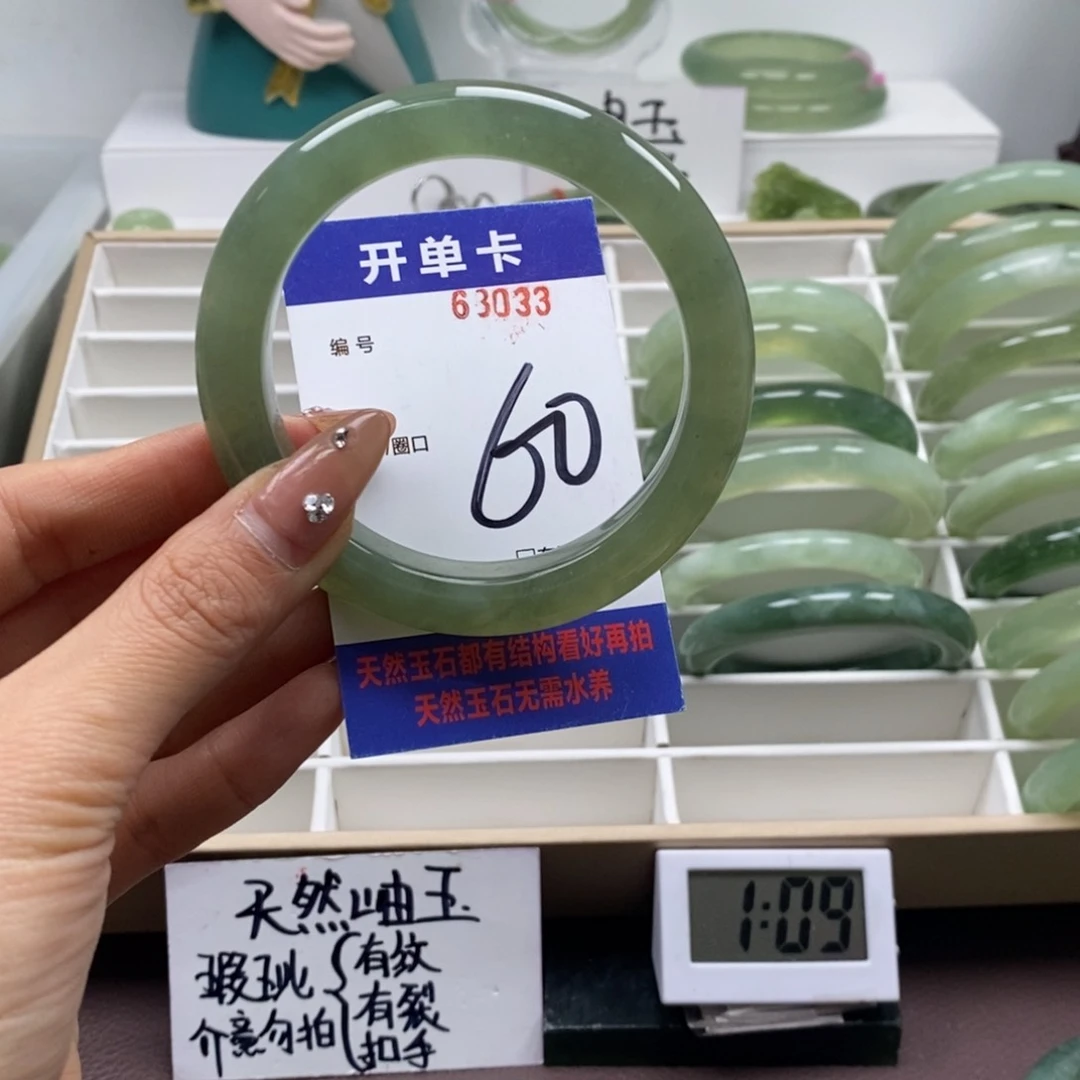 开单卡
63033
编号
圈口
60
天然玉石都有结构看好再拍
天然玉石无需水养
天然岫玉
瑕玼
介意勿拍
有纹
有裂
扣手
1:09